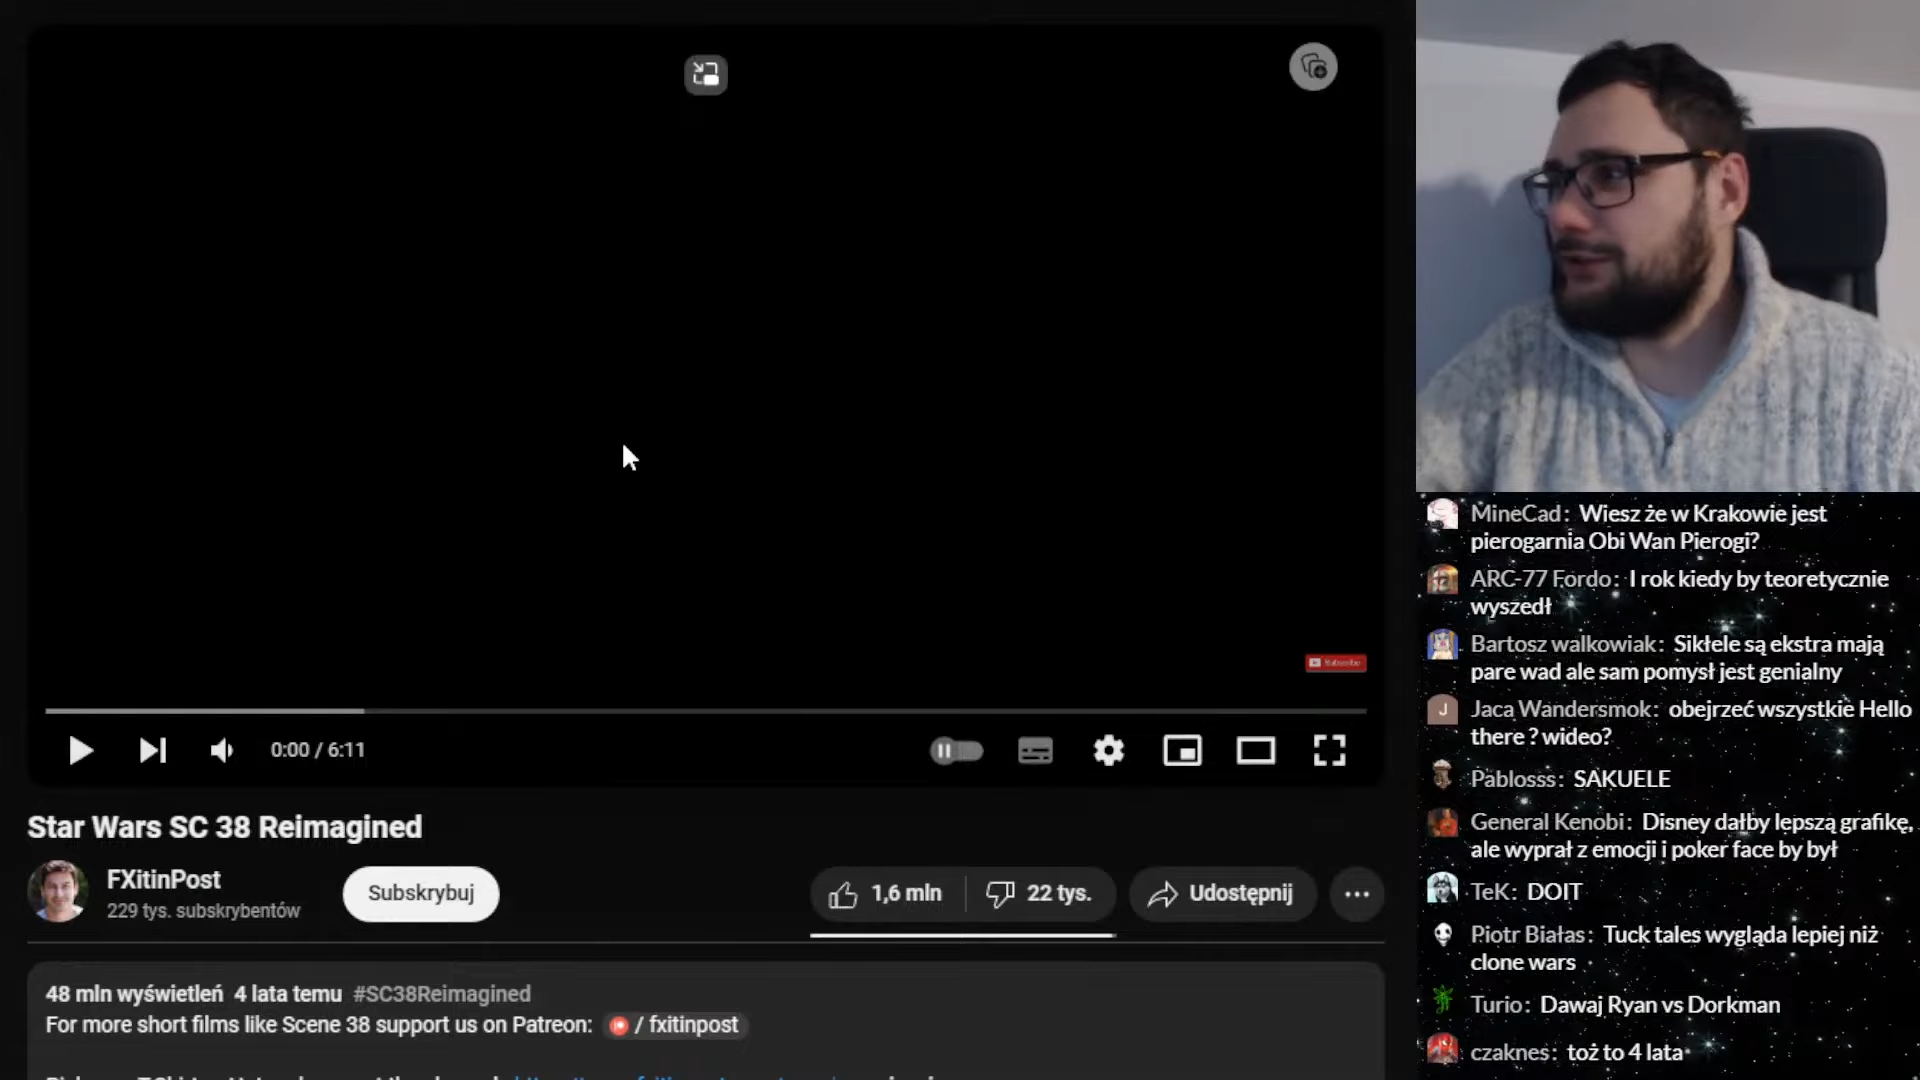 Subscribe
0:00 / 6:11
Star Wars SC 38 Reimagined
FXitinPost
229 tys. subskrybentów
Subskrybuj
1,6 mln
22 tys.
Udostępnij
48 mln wyświetleń 4 lata temu #SC38Reimagined
For more short films like Scene 38 support us on Patreon: / fxitinpost
MineCad: Wiesz że w Krakowie jest
pierogarnia Obi Wan Pierogi?
ARC-77 Fordo: I rok kiedy by teoretycznie
wyszedł
Bartosz walkowiak: Sikłele są ekstra mają
pare wad ale sam pomysł jest genialny
J
Jaca Wandersmok: obejrzeć wszystkie Hello
there ? wideo?
Pablosss: SAKUELE
General Kenobi: Disney dałby lepszą grafikę,
ale wyprał z emocji i poker face by był
TeK: DOIT
Piotr Białas: Tuck tales wygląda lepiej niż
clone wars
Turio: Dawaj Ryan vs Dorkman
czaknes: toż to 4 lata